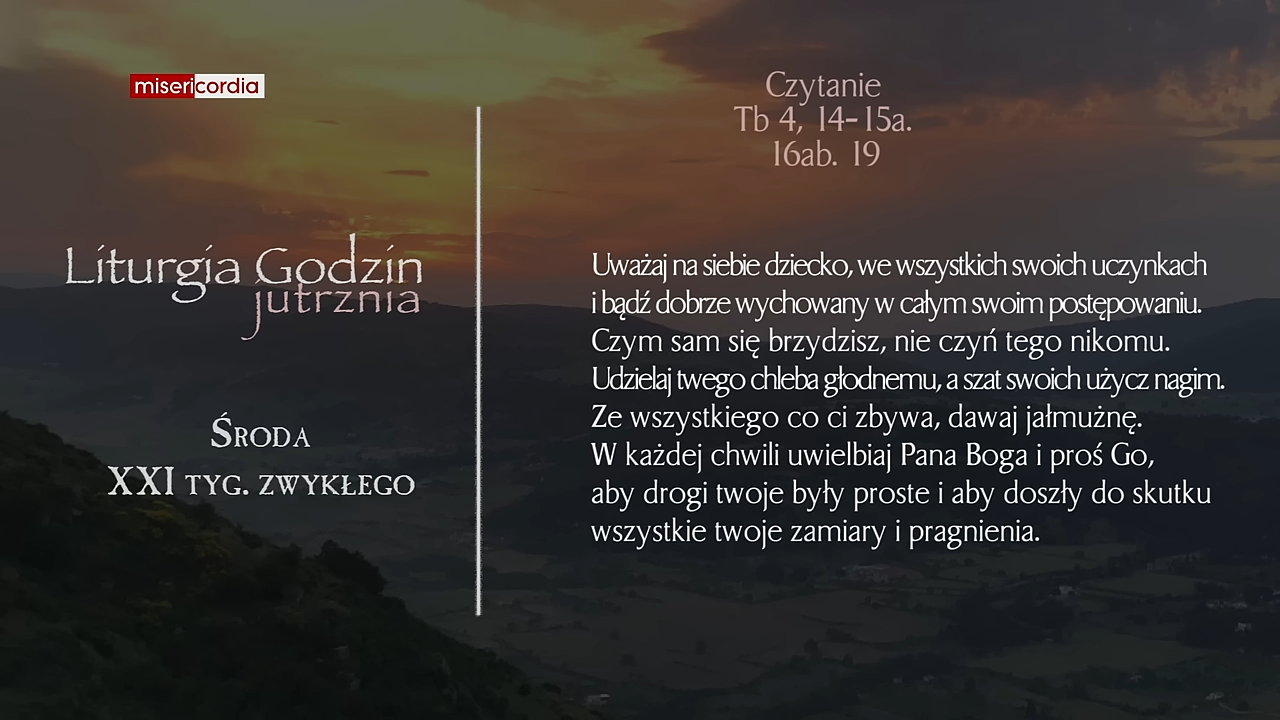 misericordia
Liturgia Godzin
jutrznia
Środa
XXI tyg. zwykłego
Czytanie
Tb 4, 14-15a.
16ab. 19
Uważaj na siebie dziecko, we wszystkich swoich uczynkach
i bądź dobrze wychowany w całym swoim postępowaniu.
Czym sam się brzydzisz, nie czyń tego nikomu.
Udzielaj twego chleba głodnemu, a szat swoich użycz nagim.
Ze wszystkiego co ci zbywa, dawaj jałmużnę.
W każdej chwili uwielbiaj Pana Boga i proś Go,
aby drogi twoje były proste i aby doszły do skutku
wszystkie twoje zamiary i pragnienia.